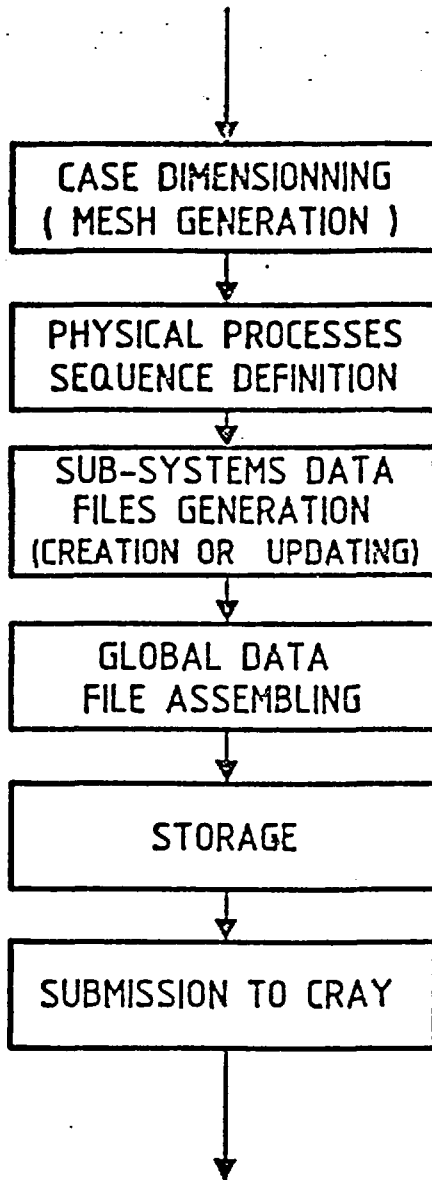 CASE DIMENSIONNING
( MESH GENERATION )
PHYSICAL PROCESSES
SEQUENCE DEFINITION
SUB-SYSTEMS DATA
FILES GENERATION
(CREATION OR UPDATING)
GLOBAL DATA
FILE ASSEMBLING
STORAGE
SUBMISSION TO CRAY